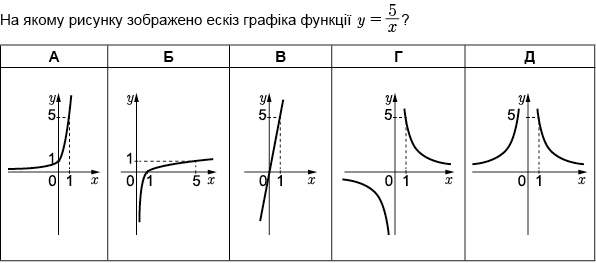 На якому рисунку зображено ескіз графіка функції y = 5/x?
А Б В Г Д
y 5 1 0 1 x
y 1 0 1 5 x
y 5 0 1 x
y 5 0 1 x
y 5 0 1 x